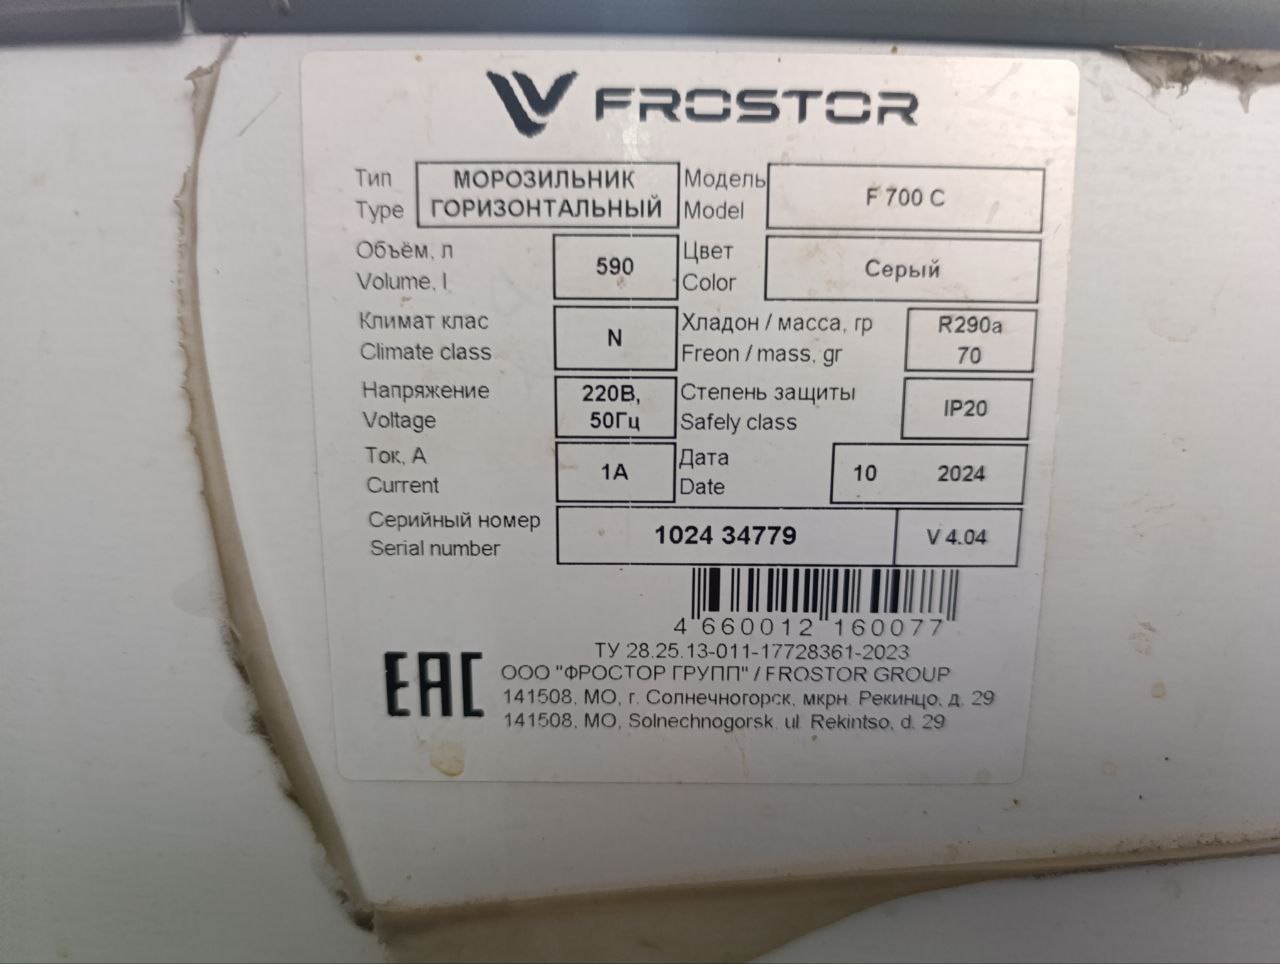 FROSTOR
Тип МОРОЗИЛЬНИК Модель F 700 C
Type ГОРИЗОНТАЛЬНЫЙ Model
Объём, л 590 Цвет Серый
Volume, l Color
Климат клас N Хладон / масса, гр R290a
Climate class Freon / mass, gr 70
Напряжение 220В, Степень защиты IP20
Voltage 50Гц Safely class
Ток, А 1А Дата 10 2024
Current Date
Серийный номер 1024 34779 V 4.04
Serial number
4 660012 160077
ТУ 28.25.13-011-17728361-2023
EAC ООО "ФРОСТОР ГРУПП" / FROSTOR GROUP
141508, МО, г. Солнечногорск, мкрн. Рекинцо, д. 29
141508, MO, Solnechnogorsk, ul. Rekintso, d. 29